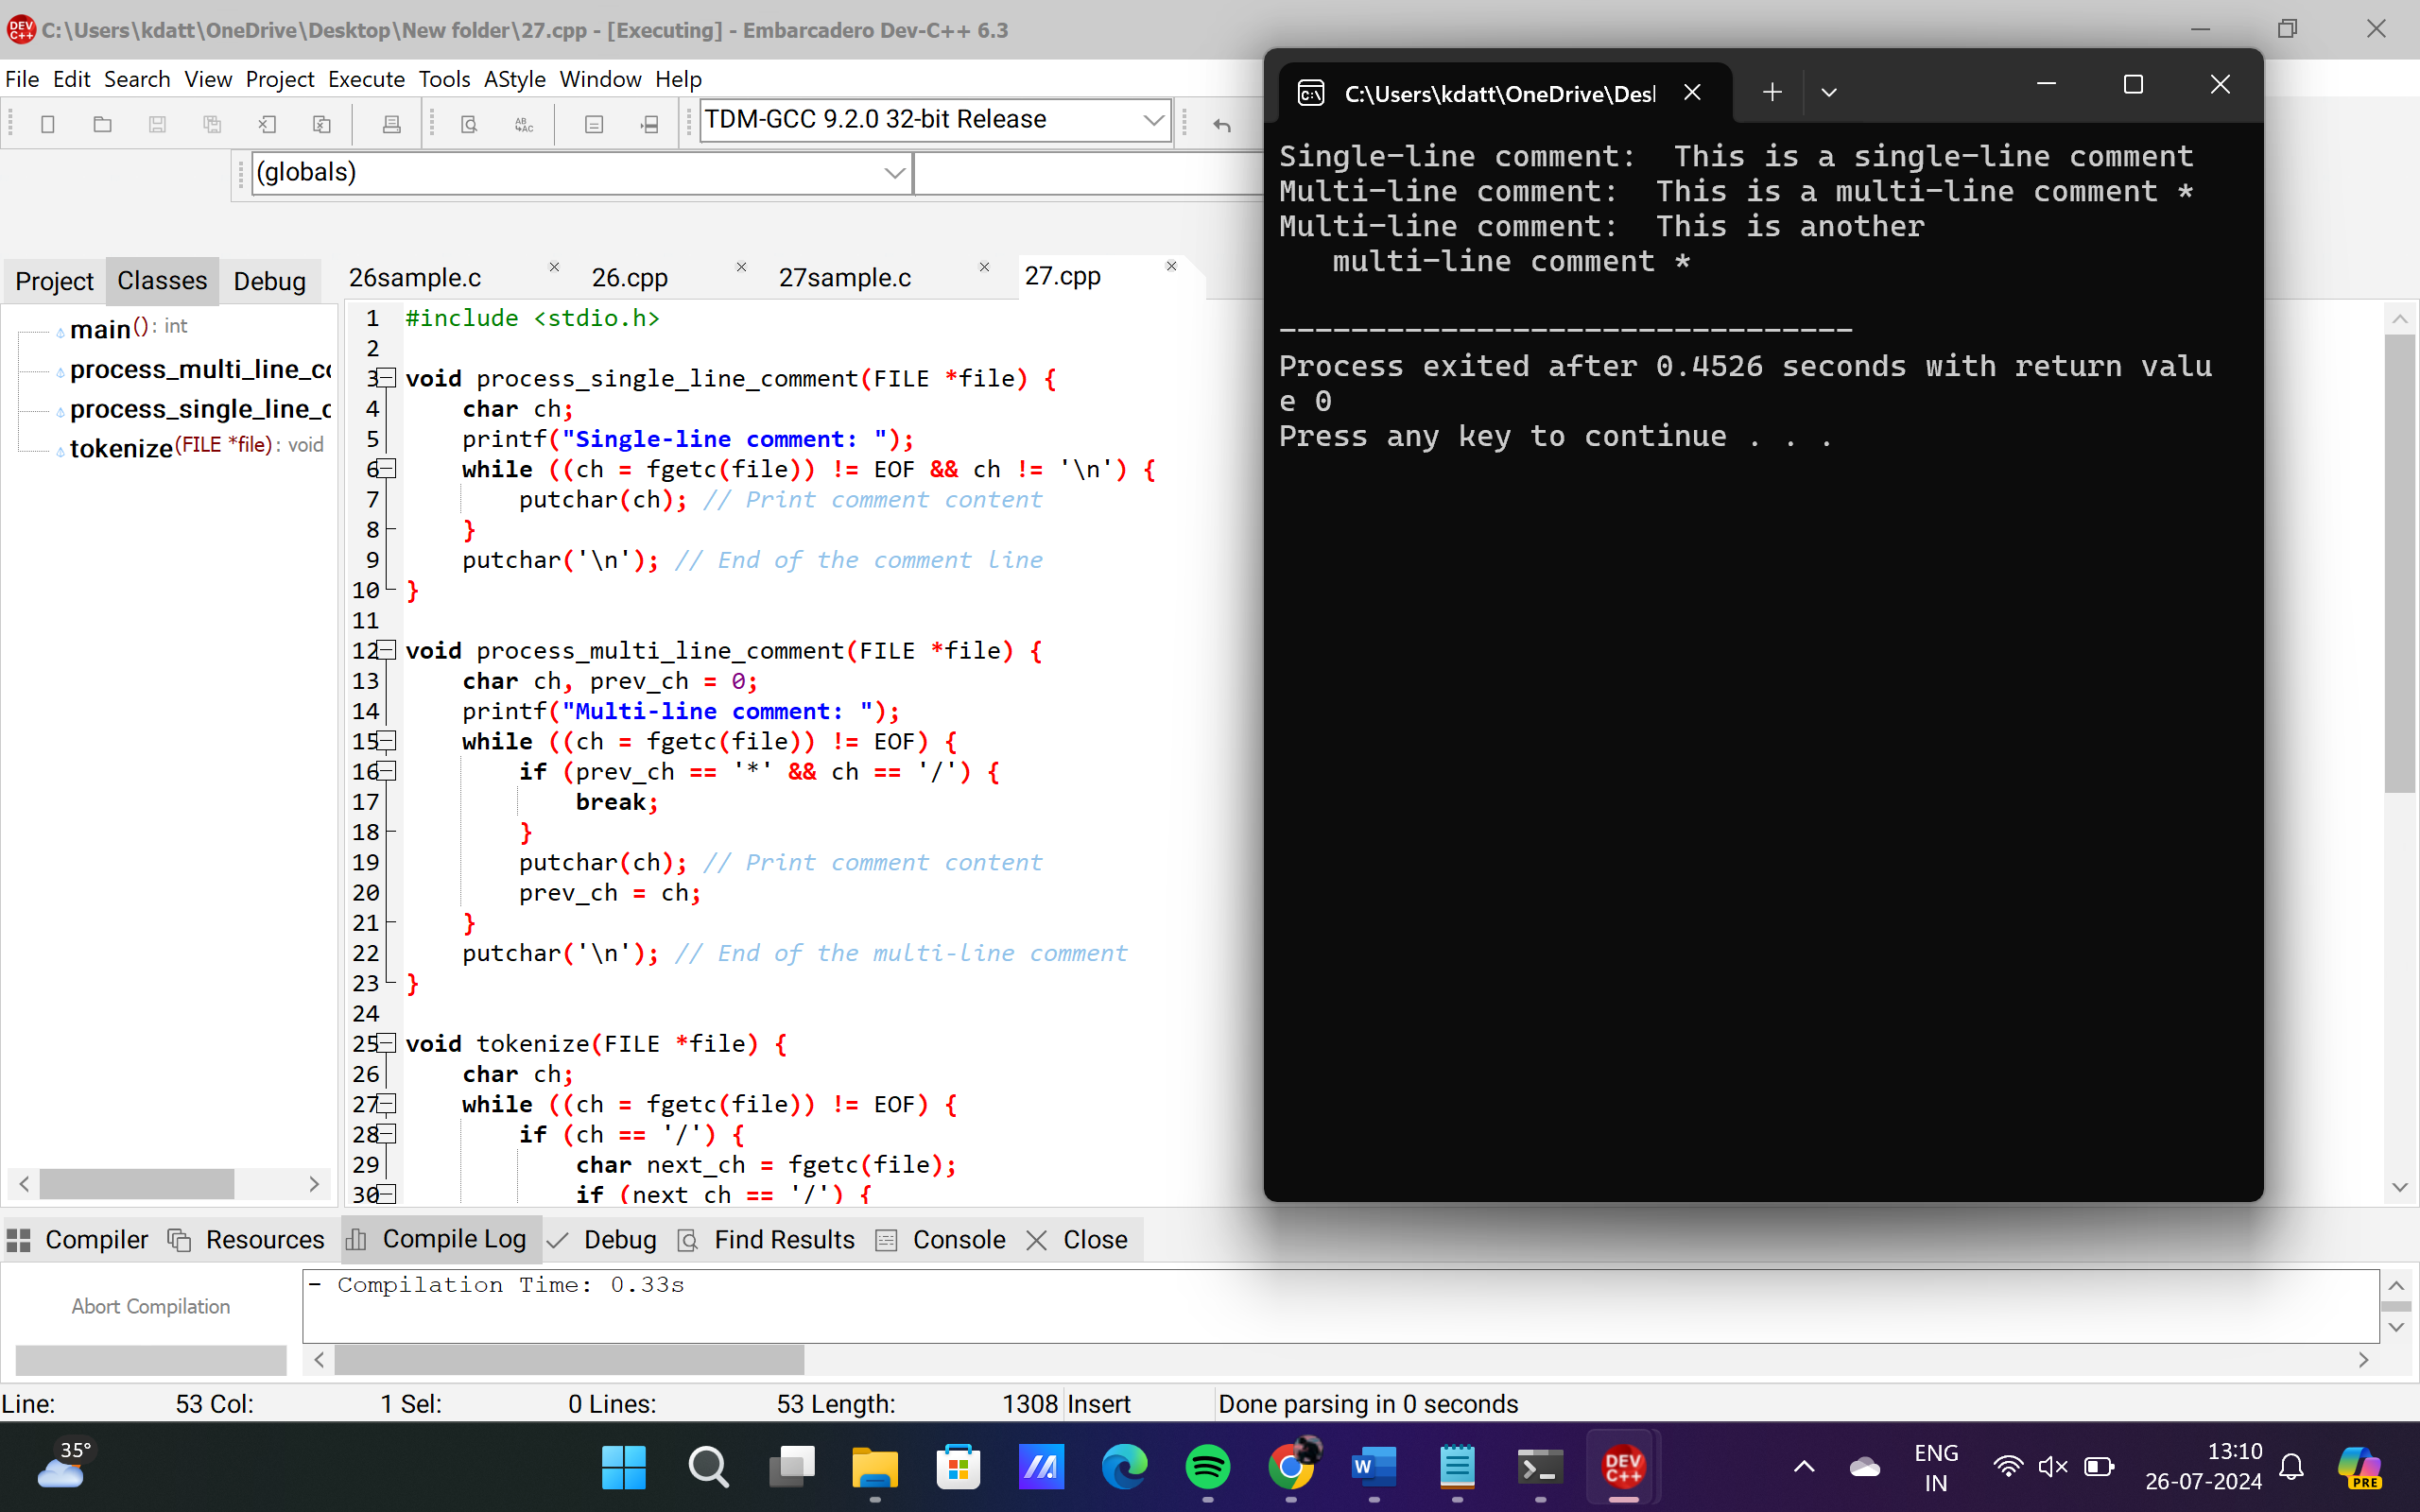 C:\Users\kdatt\OneDrive\Desktop\New folder\27.cpp - [Executing] - Embarcadero Dev-C++ 6.3
File Edit Search View Project Execute Tools AStyle Window Help
TDM-GCC 9.2.0 32-bit Release
(globals)
Project Classes Debug
main() : int
process_multi_line_co
process_single_line_c
tokenize(FILE *file) : void
26sample.c 26.cpp 27sample.c 27.cpp
1 #include <stdio.h>
2
3 void process_single_line_comment(FILE *file) {
4 char ch;
5 printf("Single-line comment: ");
6 while ((ch = fgetc(file)) != EOF && ch != '\n') {
7 putchar(ch); // Print comment content
8 }
9 putchar('\n'); // End of the comment line
10 }
11
12 void process_multi_line_comment(FILE *file) {
13 char ch, prev_ch = 0;
14 printf("Multi-line comment: ");
15 while ((ch = fgetc(file)) != EOF) {
16 if (prev_ch == '*' && ch == '/') {
17 break;
18 }
19 putchar(ch); // Print comment content
20 prev_ch = ch;
21 }
22 putchar('\n'); // End of the multi-line comment
23 }
24
25 void tokenize(FILE *file) {
26 char ch;
27 while ((ch = fgetc(file)) != EOF) {
28 if (ch == '/') {
29 char next_ch = fgetc(file);
30 if (next_ch == '/') {
C:\Users\kdatt\OneDrive\Desl
Single-line comment:  This is a single-line comment
Multi-line comment:  This is a multi-line comment *
Multi-line comment:  This is another
   multi-line comment *
--------------------------------
Process exited after 0.4526 seconds with return valu
e 0
Press any key to continue . . .
Compiler Resources Compile Log Debug Find Results Console Close
Abort Compilation
- Compilation Time: 0.33s
Line: 53 Col: 1 Sel: 0 Lines: 53 Length: 1308 Insert Done parsing in 0 seconds
35°
DEV C++
ENG
IN
13:10
26-07-2024
PRE